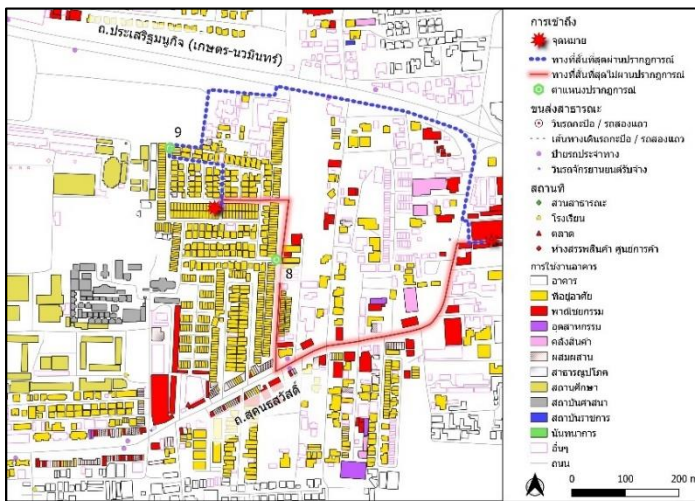 ถ.ประเสริฐมนูกิจ (เกษตร-นวมินทร์)
9
8
ถ.สุคนธสวัสดิ์
การเข้าถึง
จุดหมาย
ทางที่สั้นที่สุดผ่านปรากฏการณ์
ทางที่สั้นที่สุดไม่ผ่านปรากฏการณ์
ตำแหน่งปรากฏการณ์
ขนส่งสาธารณะ
วินรถกะป๊อ / รถสองแถว
เส้นทางเดินรถกะป๊อ / รถสองแถว
ป้ายรถประจำทาง
วินรถจักรยานยนต์รับจ้าง
สถานที่
สวนสาธารณะ
โรงเรียน
ตลาด
ห้างสรรพสินค้า ศูนย์การค้า
การใช้งานอาคาร
อาคาร
ที่อยู่อาศัย
พาณิชยกรรม
อุตสาหกรรม
คลังสินค้า
ผสมผสาน
สาธารณูปโภค
สถาบันศึกษา
สถาบันศาสนา
สถาบันราชการ
นันทนาการ
อื่นๆ
ถนน
0 100 200 m